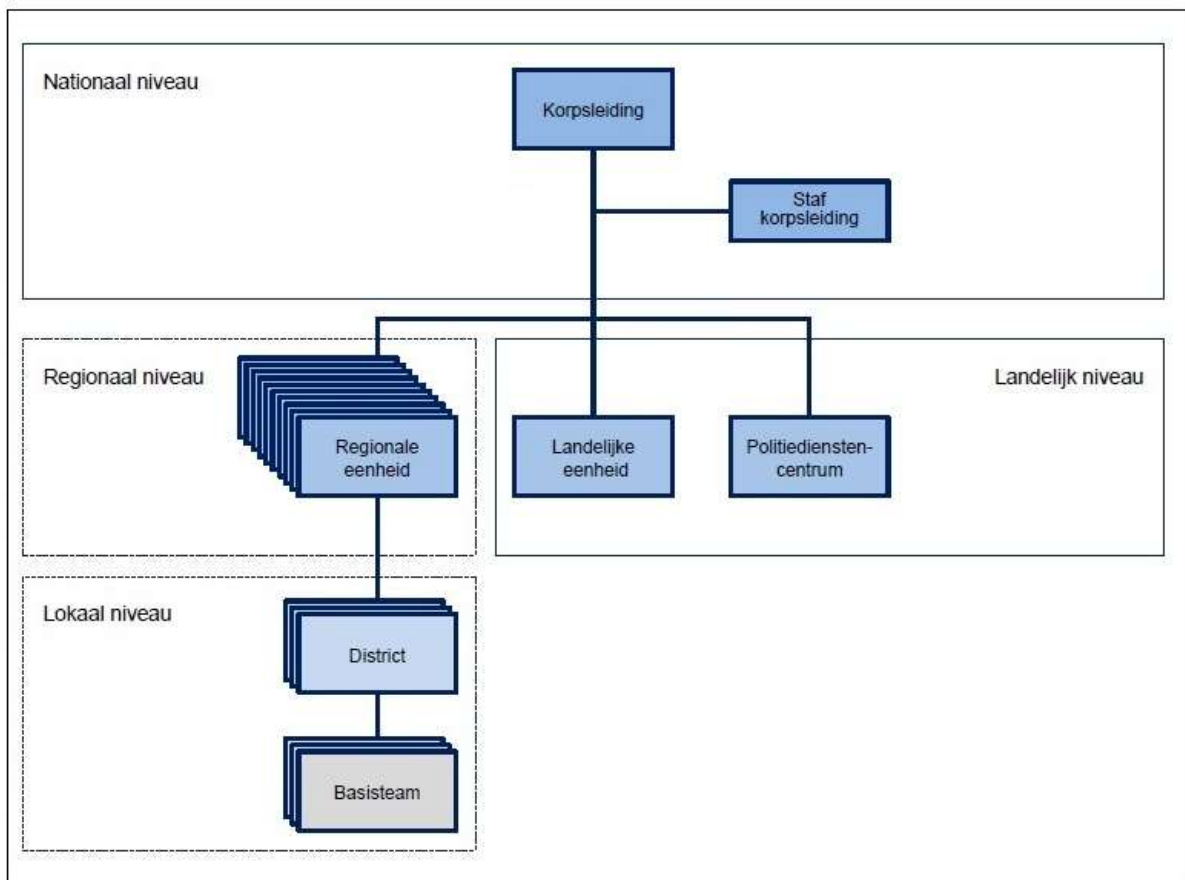 Nationaal niveau
Korpsleiding
Staf
korpsleiding
Regionaal niveau
Landelijk niveau
Regionale
eenheid
Landelijke
eenheid
Politiediensten-
centrum
Lokaal niveau
District
Basisteam